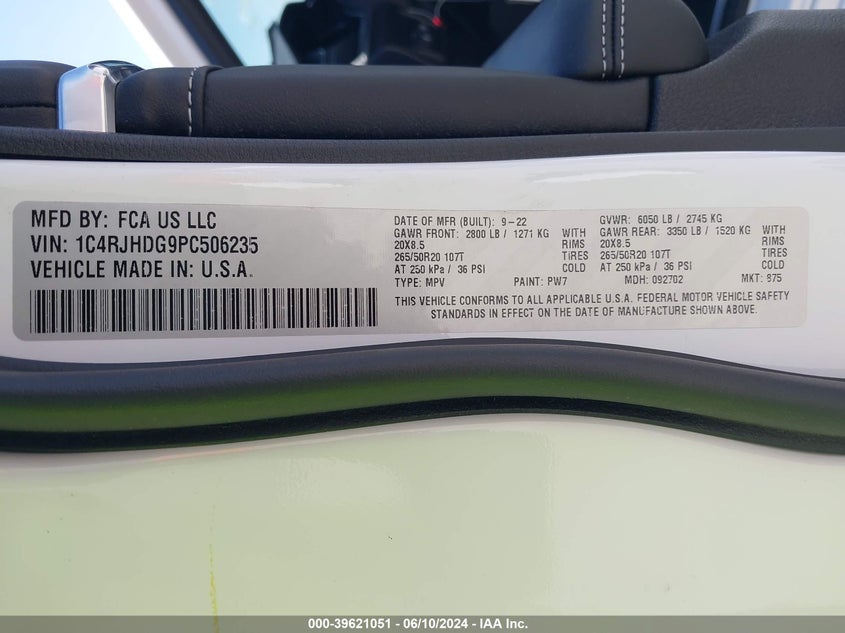 MFD BY: FCA US LLC
VIN: 1C4RJHDG9PC506235
VEHICLE MADE IN: U.S.A.
DATE OF MFR (BUILT): 9-22
GAWR FRONT: 2800 LB / 1271 KG WITH
20X8.5 RIMS
265/50R20 107T TIRES
AT 250 kPa / 36 PSI COLD
TYPE: MPV PAINT: PW7
GVWR: 6050 LB / 2745 KG
GAWR REAR: 3350 LB / 1520 KG WITH
20X8.5 RIMS
265/50R20 107T TIRES
AT 250 kPa / 36 PSI COLD
MDH: 092702 MKT: 875
THIS VEHICLE CONFORMS TO ALL APPLICABLE U.S.A. FEDERAL MOTOR VEHICLE SAFETY
STANDARDS IN EFFECT ON THE DATE OF MANUFACTURE SHOWN ABOVE.
000-39621051 - 06/10/2024 - IAA Inc.